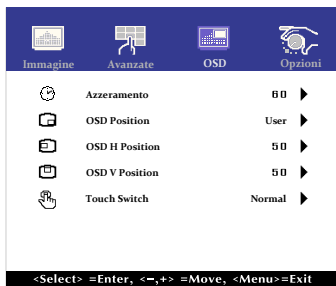 Immagine Avanzate OSD Opzioni
Azzeramento 60
OSD Position User
OSD H Position 50
OSD V Position 50
Touch Switch Normal
<Select> =Enter, <−,+> =Move, <Menu>=Exit